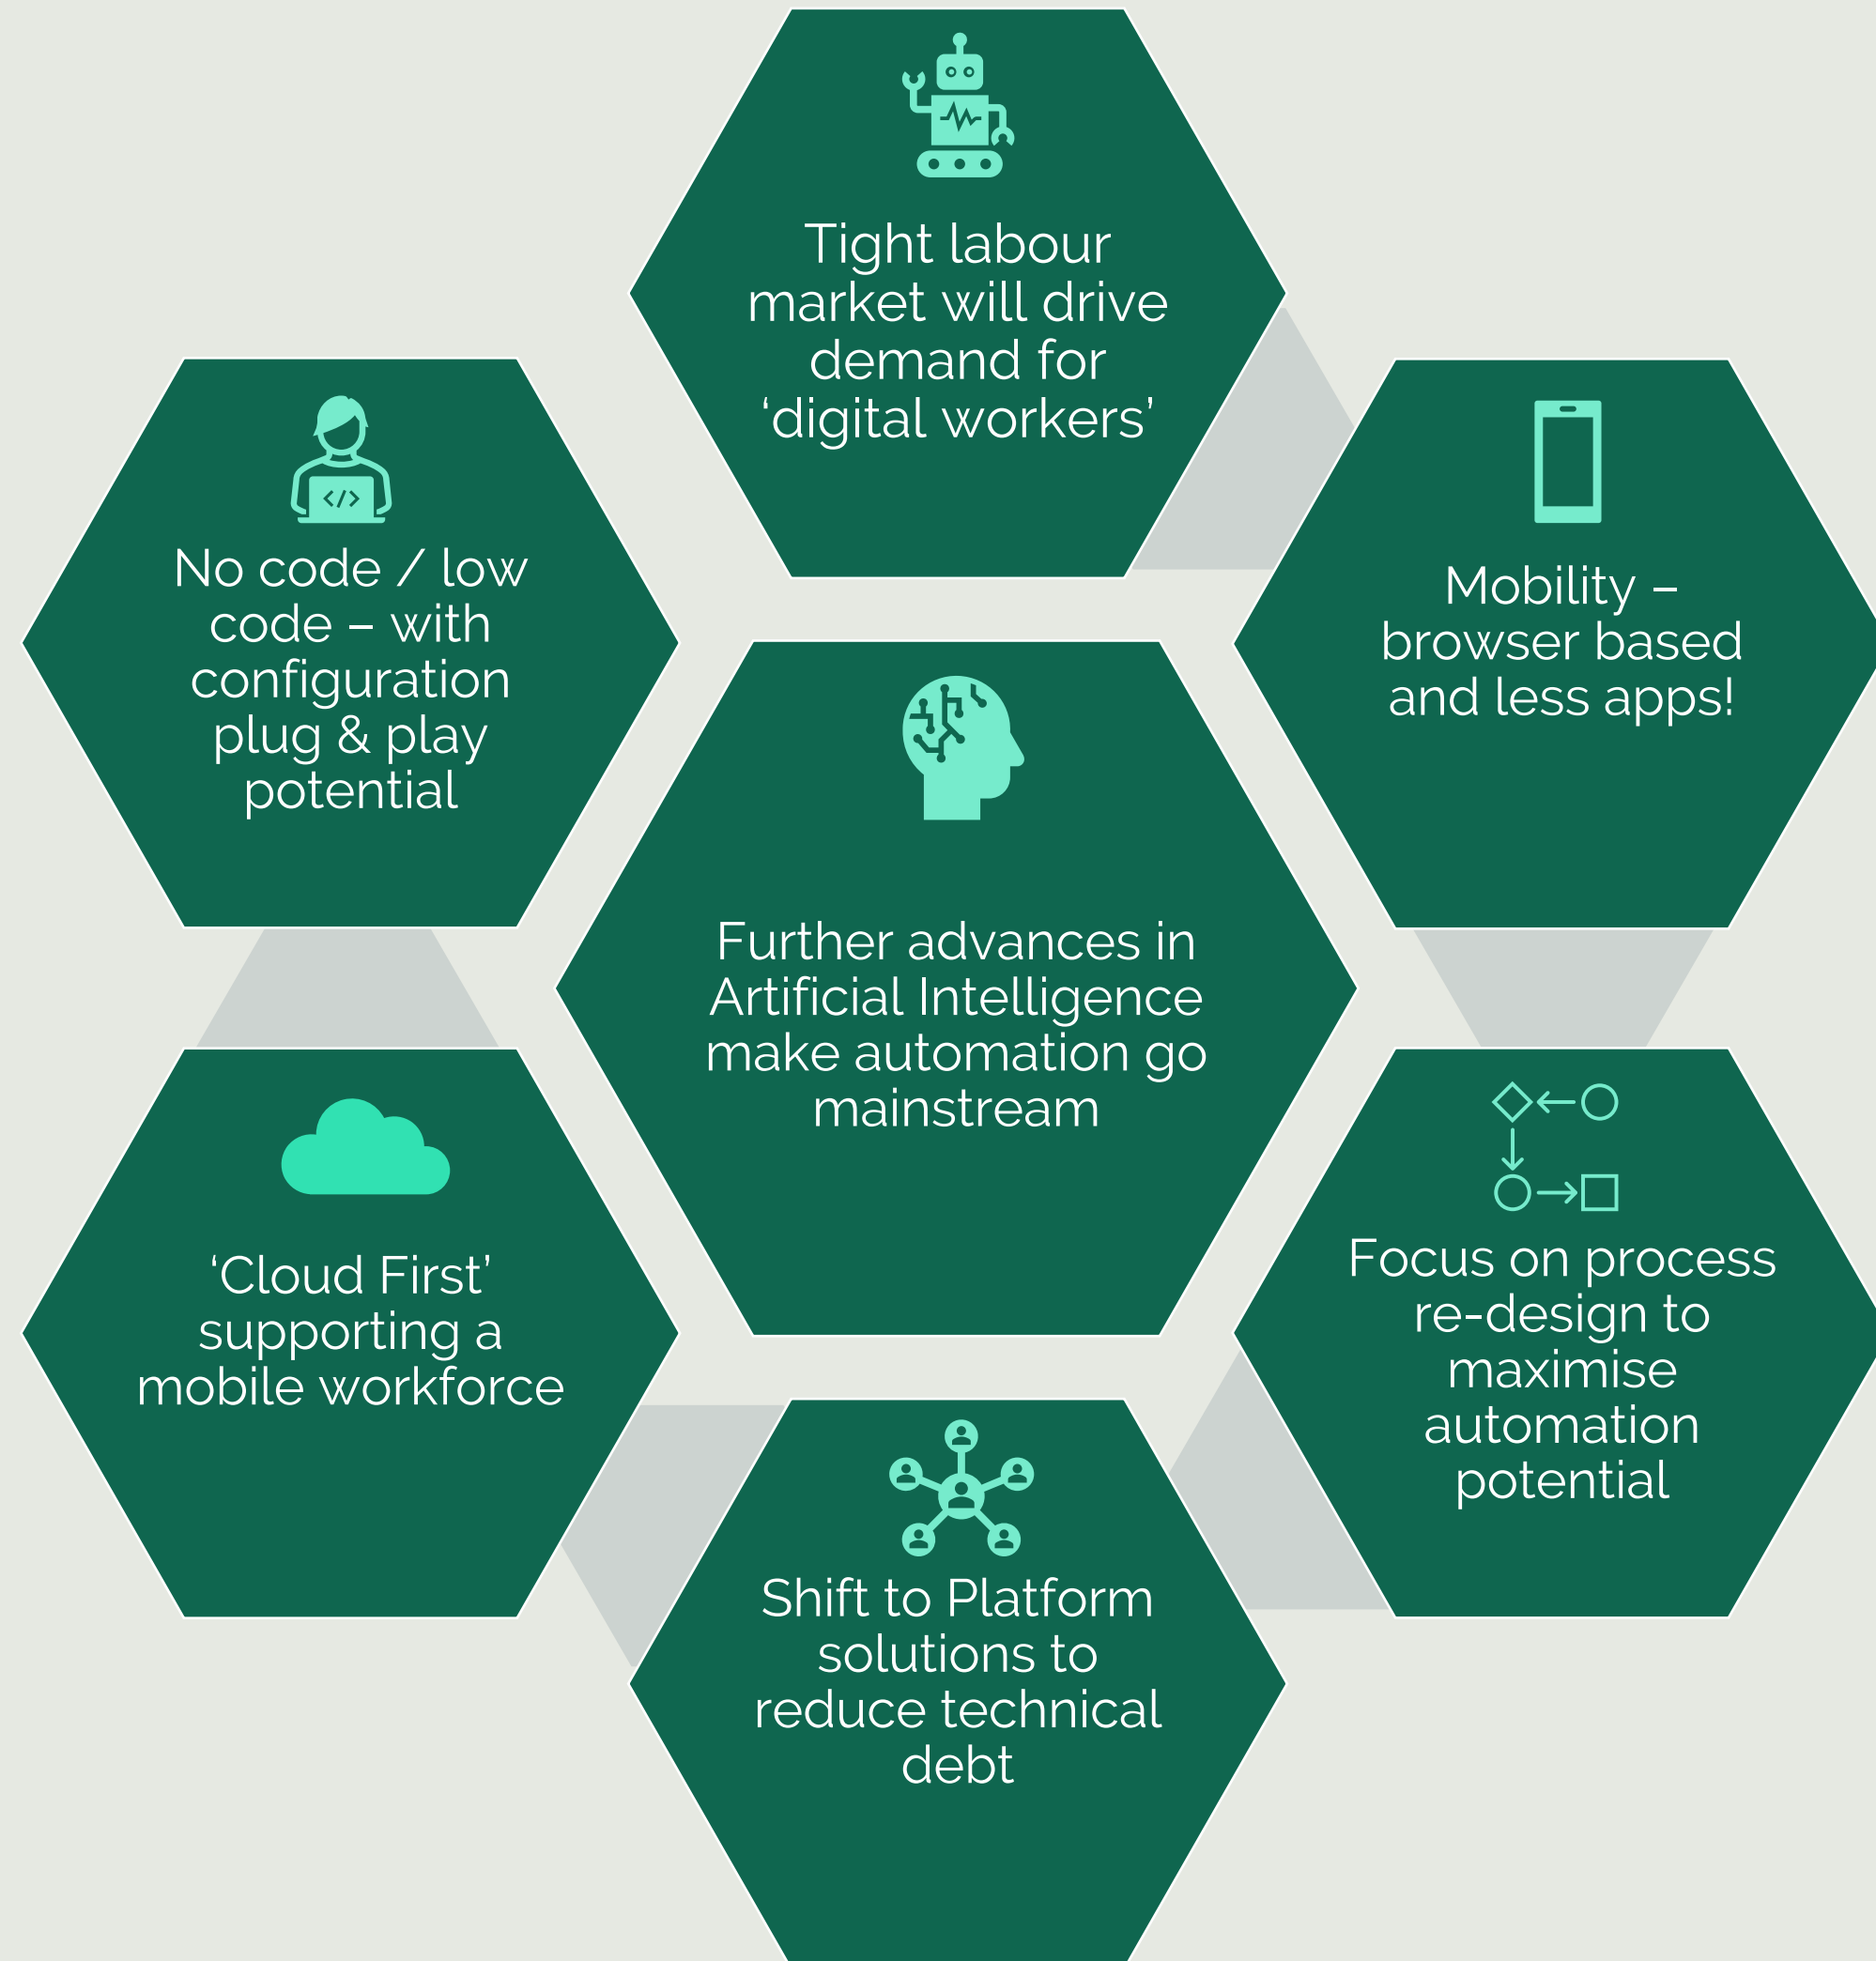 Tight labour
market will drive
demand for
‘digital workers’
No code / low
code – with
configuration
plug & play
potential
Mobility –
browser based
and less apps!
Further advances in
Artificial Intelligence
make automation go
mainstream
‘Cloud First’
supporting a
mobile workforce
Focus on process
re-design to
maximise
automation
potential
Shift to Platform
solutions to
reduce technical
debt